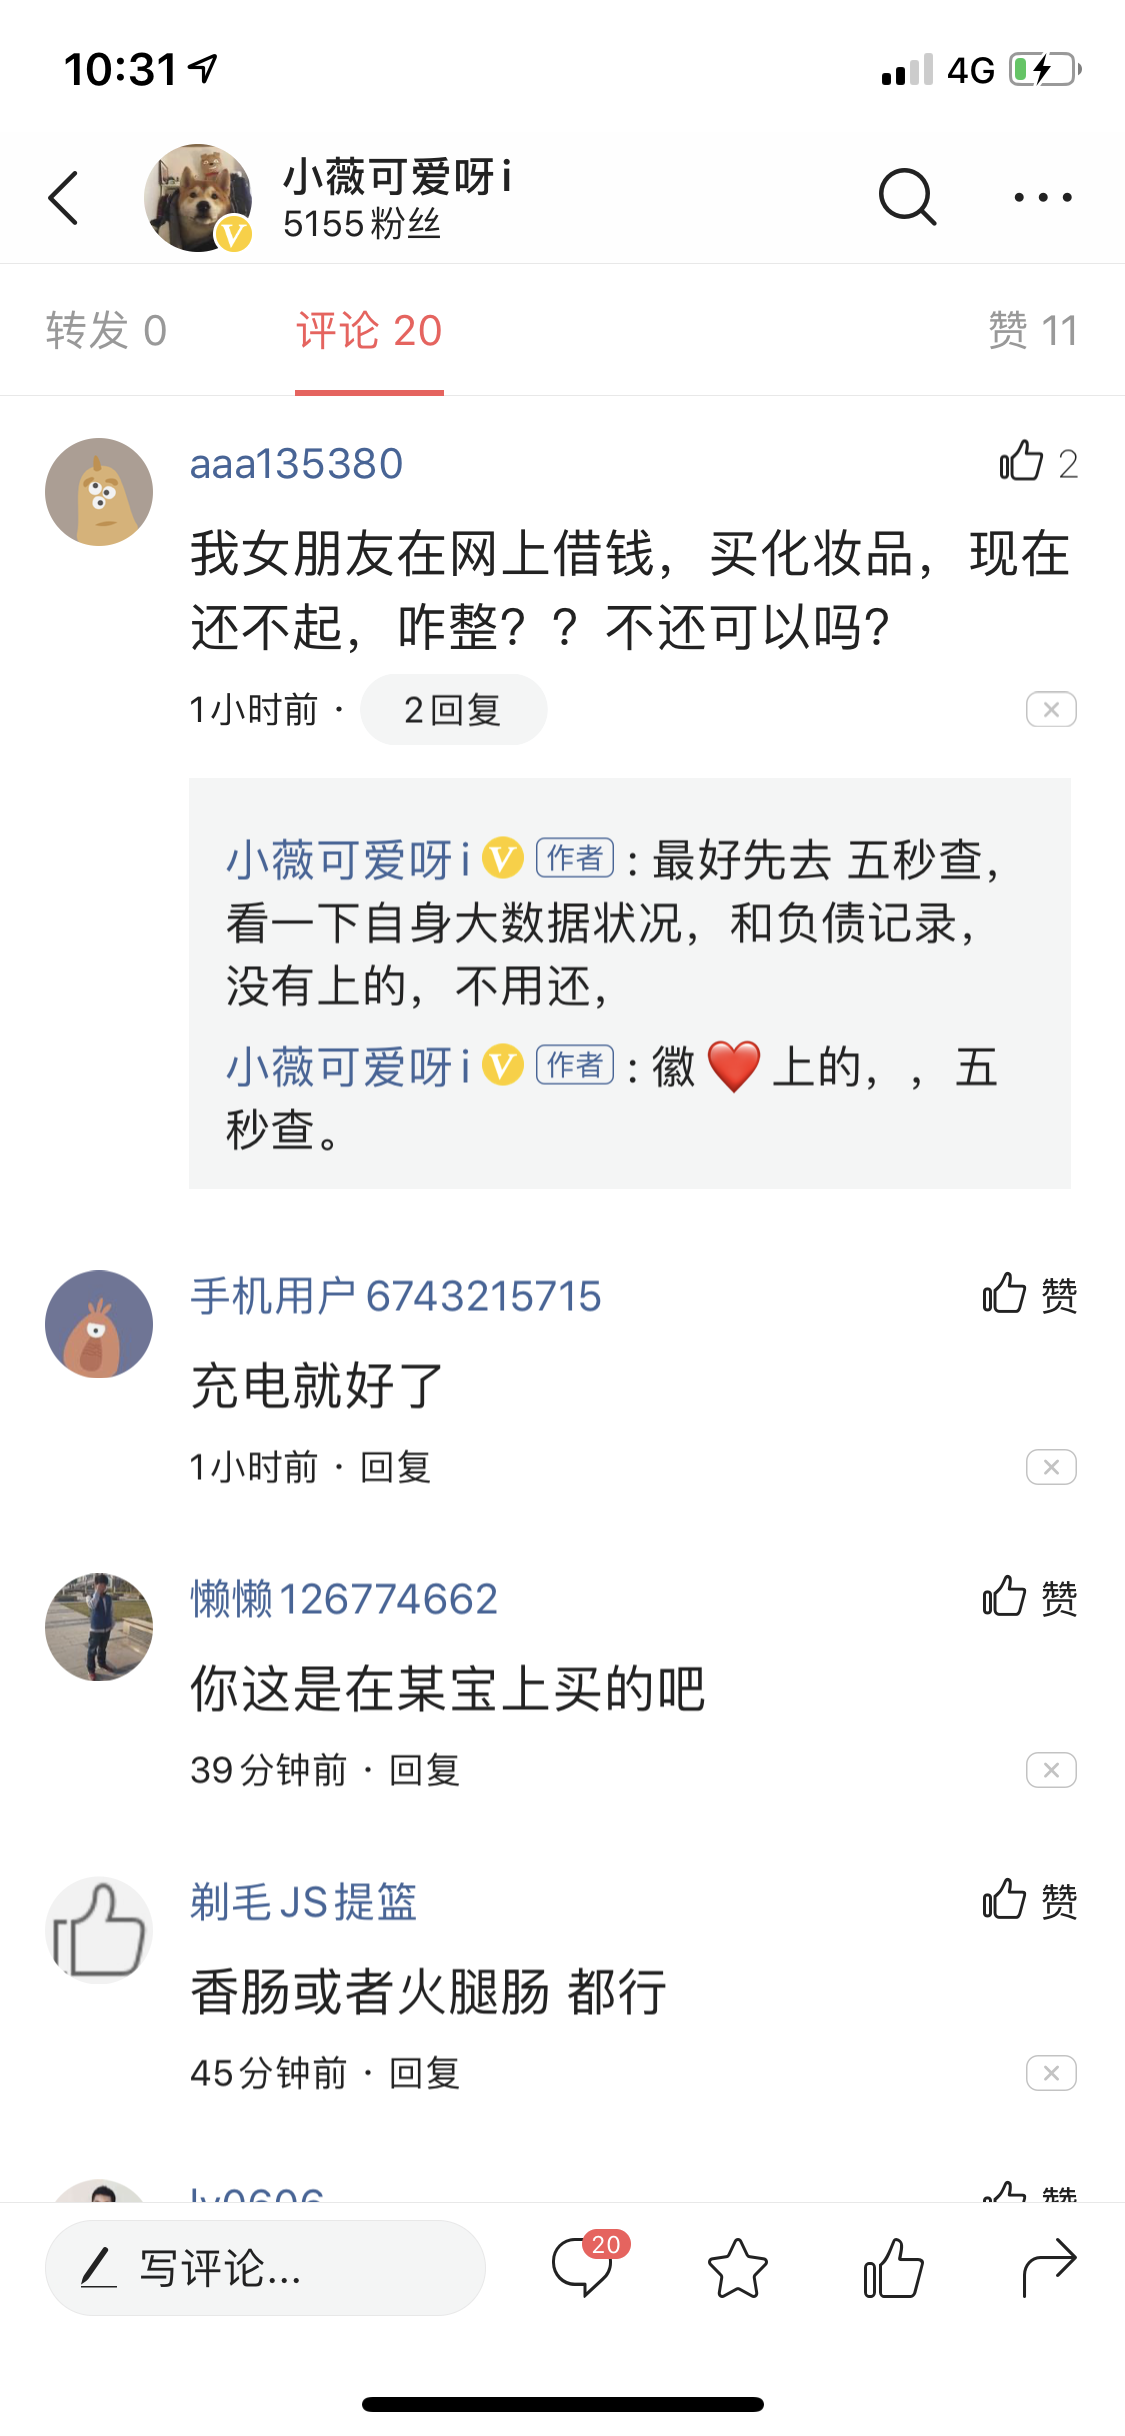 10:31
4G
小薇可爱呀i
5155粉丝
转发 0
评论 20
赞 11
aaa135380
2
我女朋友在网上借钱，买化妆品，现在
还不起，咋整？？不还可以吗?
1小时前 · 2回复
小薇可爱呀i V 作者 : 最好先去 五秒查，
看一下自身大数据状况，和负债记录，
没有上的，不用还，
小薇可爱呀i V 作者 : 徽❤️上的，，五
秒查。
手机用户6743215715
赞
充电就好了
1小时前 · 回复
懒懒126774662
赞
你这是在某宝上买的吧
39分钟前 · 回复
剃毛JS提篮
赞
香肠或者火腿肠 都行
45分钟前 · 回复
赞
写评论...
20